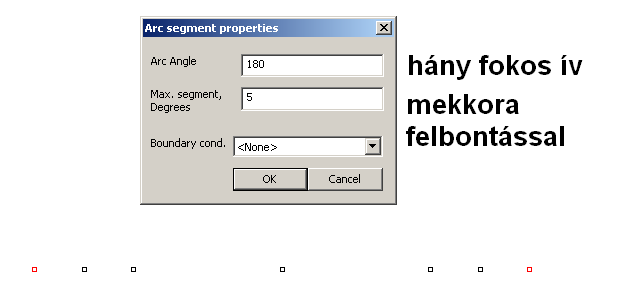 Arc segment properties
Arc Angle
180
hány fokos ív
Max. segment,
Degrees
5
mekkora
felbontással
Boundary cond.
<None>
OK
Cancel